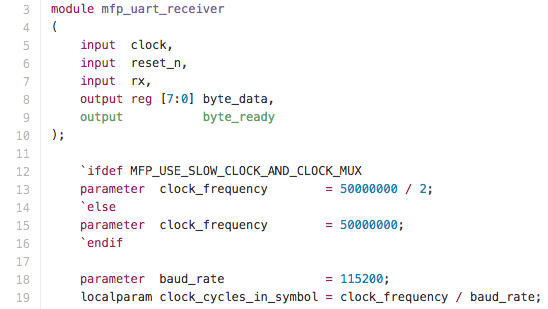 3 module mfp_uart_receiver
4 (
5     input  clock,
6     input  reset_n,
7     input  rx,
8     output reg [7:0] byte_data,
9     output           byte_ready
10 );
11
12     `ifdef MFP_USE_SLOW_CLOCK_AND_CLOCK_MUX
13     parameter  clock_frequency        = 50000000 / 2;
14     `else
15     parameter  clock_frequency        = 50000000;
16     `endif
17
18     parameter  baud_rate              = 115200;
19     localparam clock_cycles_in_symbol = clock_frequency / baud_rate;